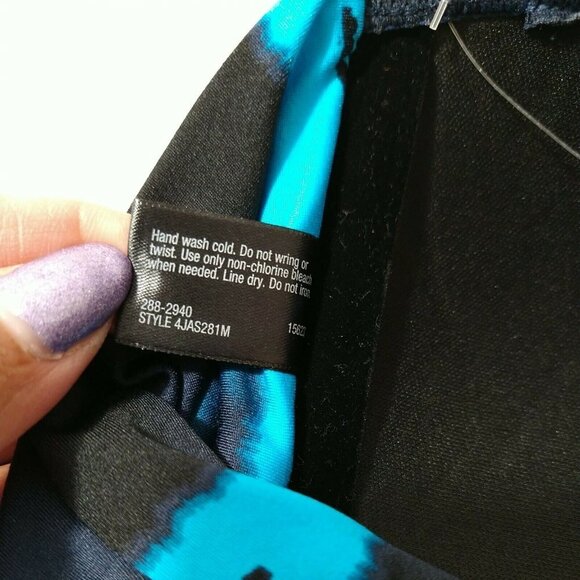 Hand wash cold. Do not wring or
twist. Use only non-chlorine bleach
when needed. Line dry. Do not iron.
288-2940
STYLE 4JAS281M